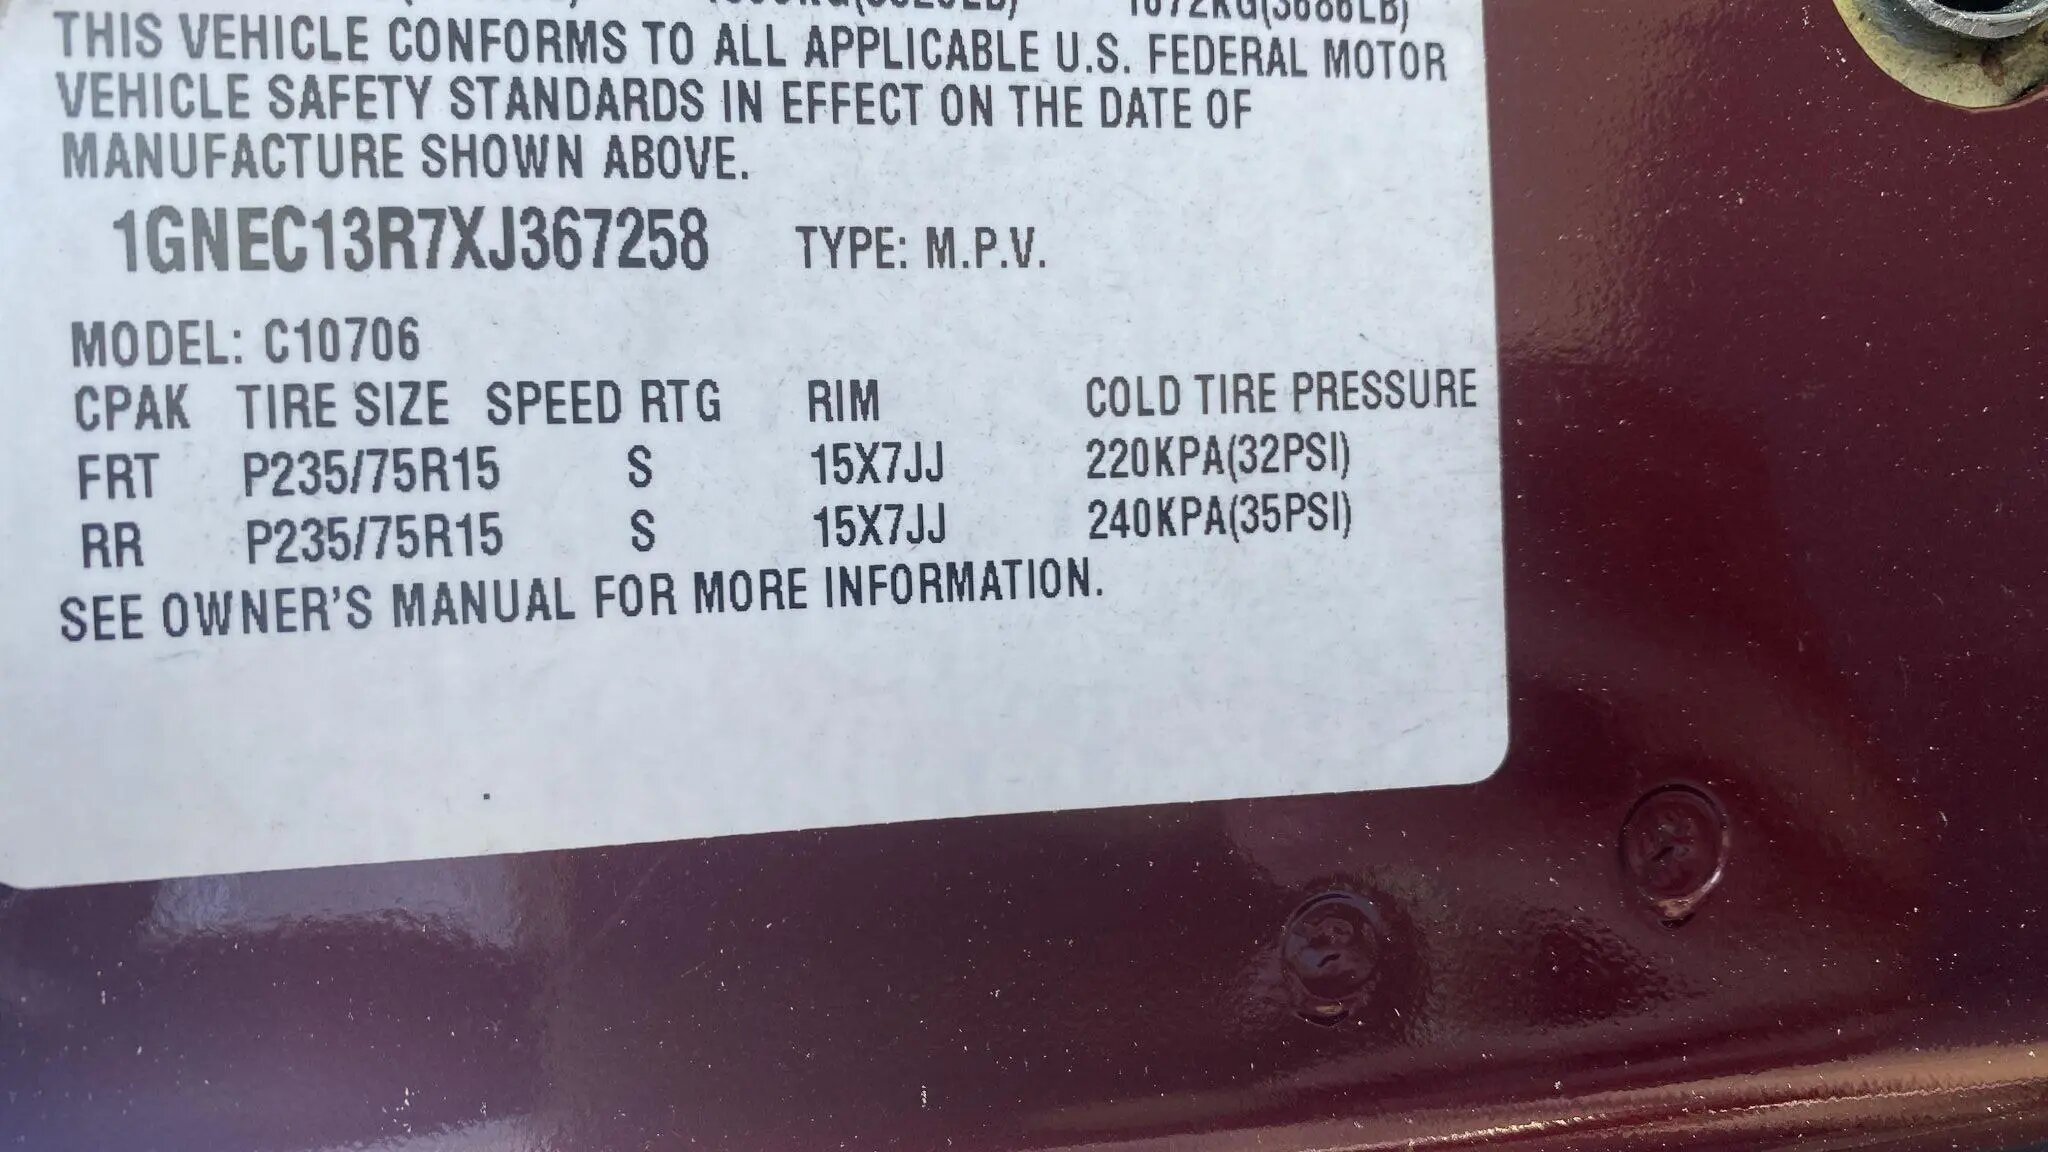 1672KG(3686LB)
THIS VEHICLE CONFORMS TO ALL APPLICABLE U.S. FEDERAL MOTOR
VEHICLE SAFETY STANDARDS IN EFFECT ON THE DATE OF
MANUFACTURE SHOWN ABOVE.
1GNEC13R7XJ367258 TYPE: M.P.V.
MODEL: C10706
CPAK TIRE SIZE SPEED RTG RIM COLD TIRE PRESSURE
FRT P235/75R15 S 15X7JJ 220KPA(32PSI)
RR P235/75R15 S 15X7JJ 240KPA(35PSI)
SEE OWNER'S MANUAL FOR MORE INFORMATION.